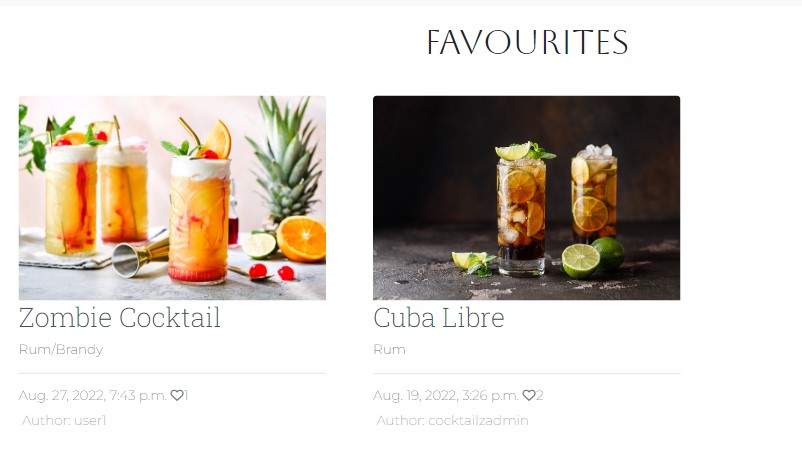 FAVOURITES
Zombie Cocktail
Rum/Brandy
Aug. 27, 2022, 7:43 p.m. ♡1
Author: user1
Cuba Libre
Rum
Aug. 19, 2022, 3:26 p.m. ♡2
Author: cocktailzadmin